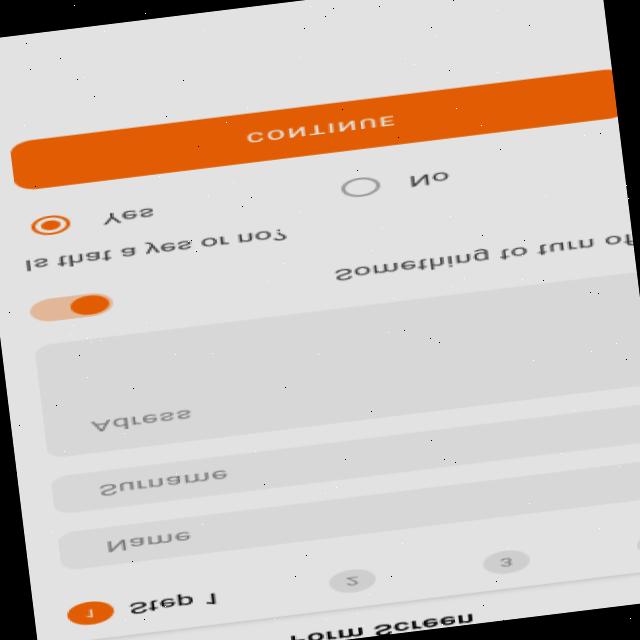 Form Screen
1 Step 1 2 3
Name
Surname
Adress
Something to turn of
Is that a yes or no?
Yes No
CONTINUE